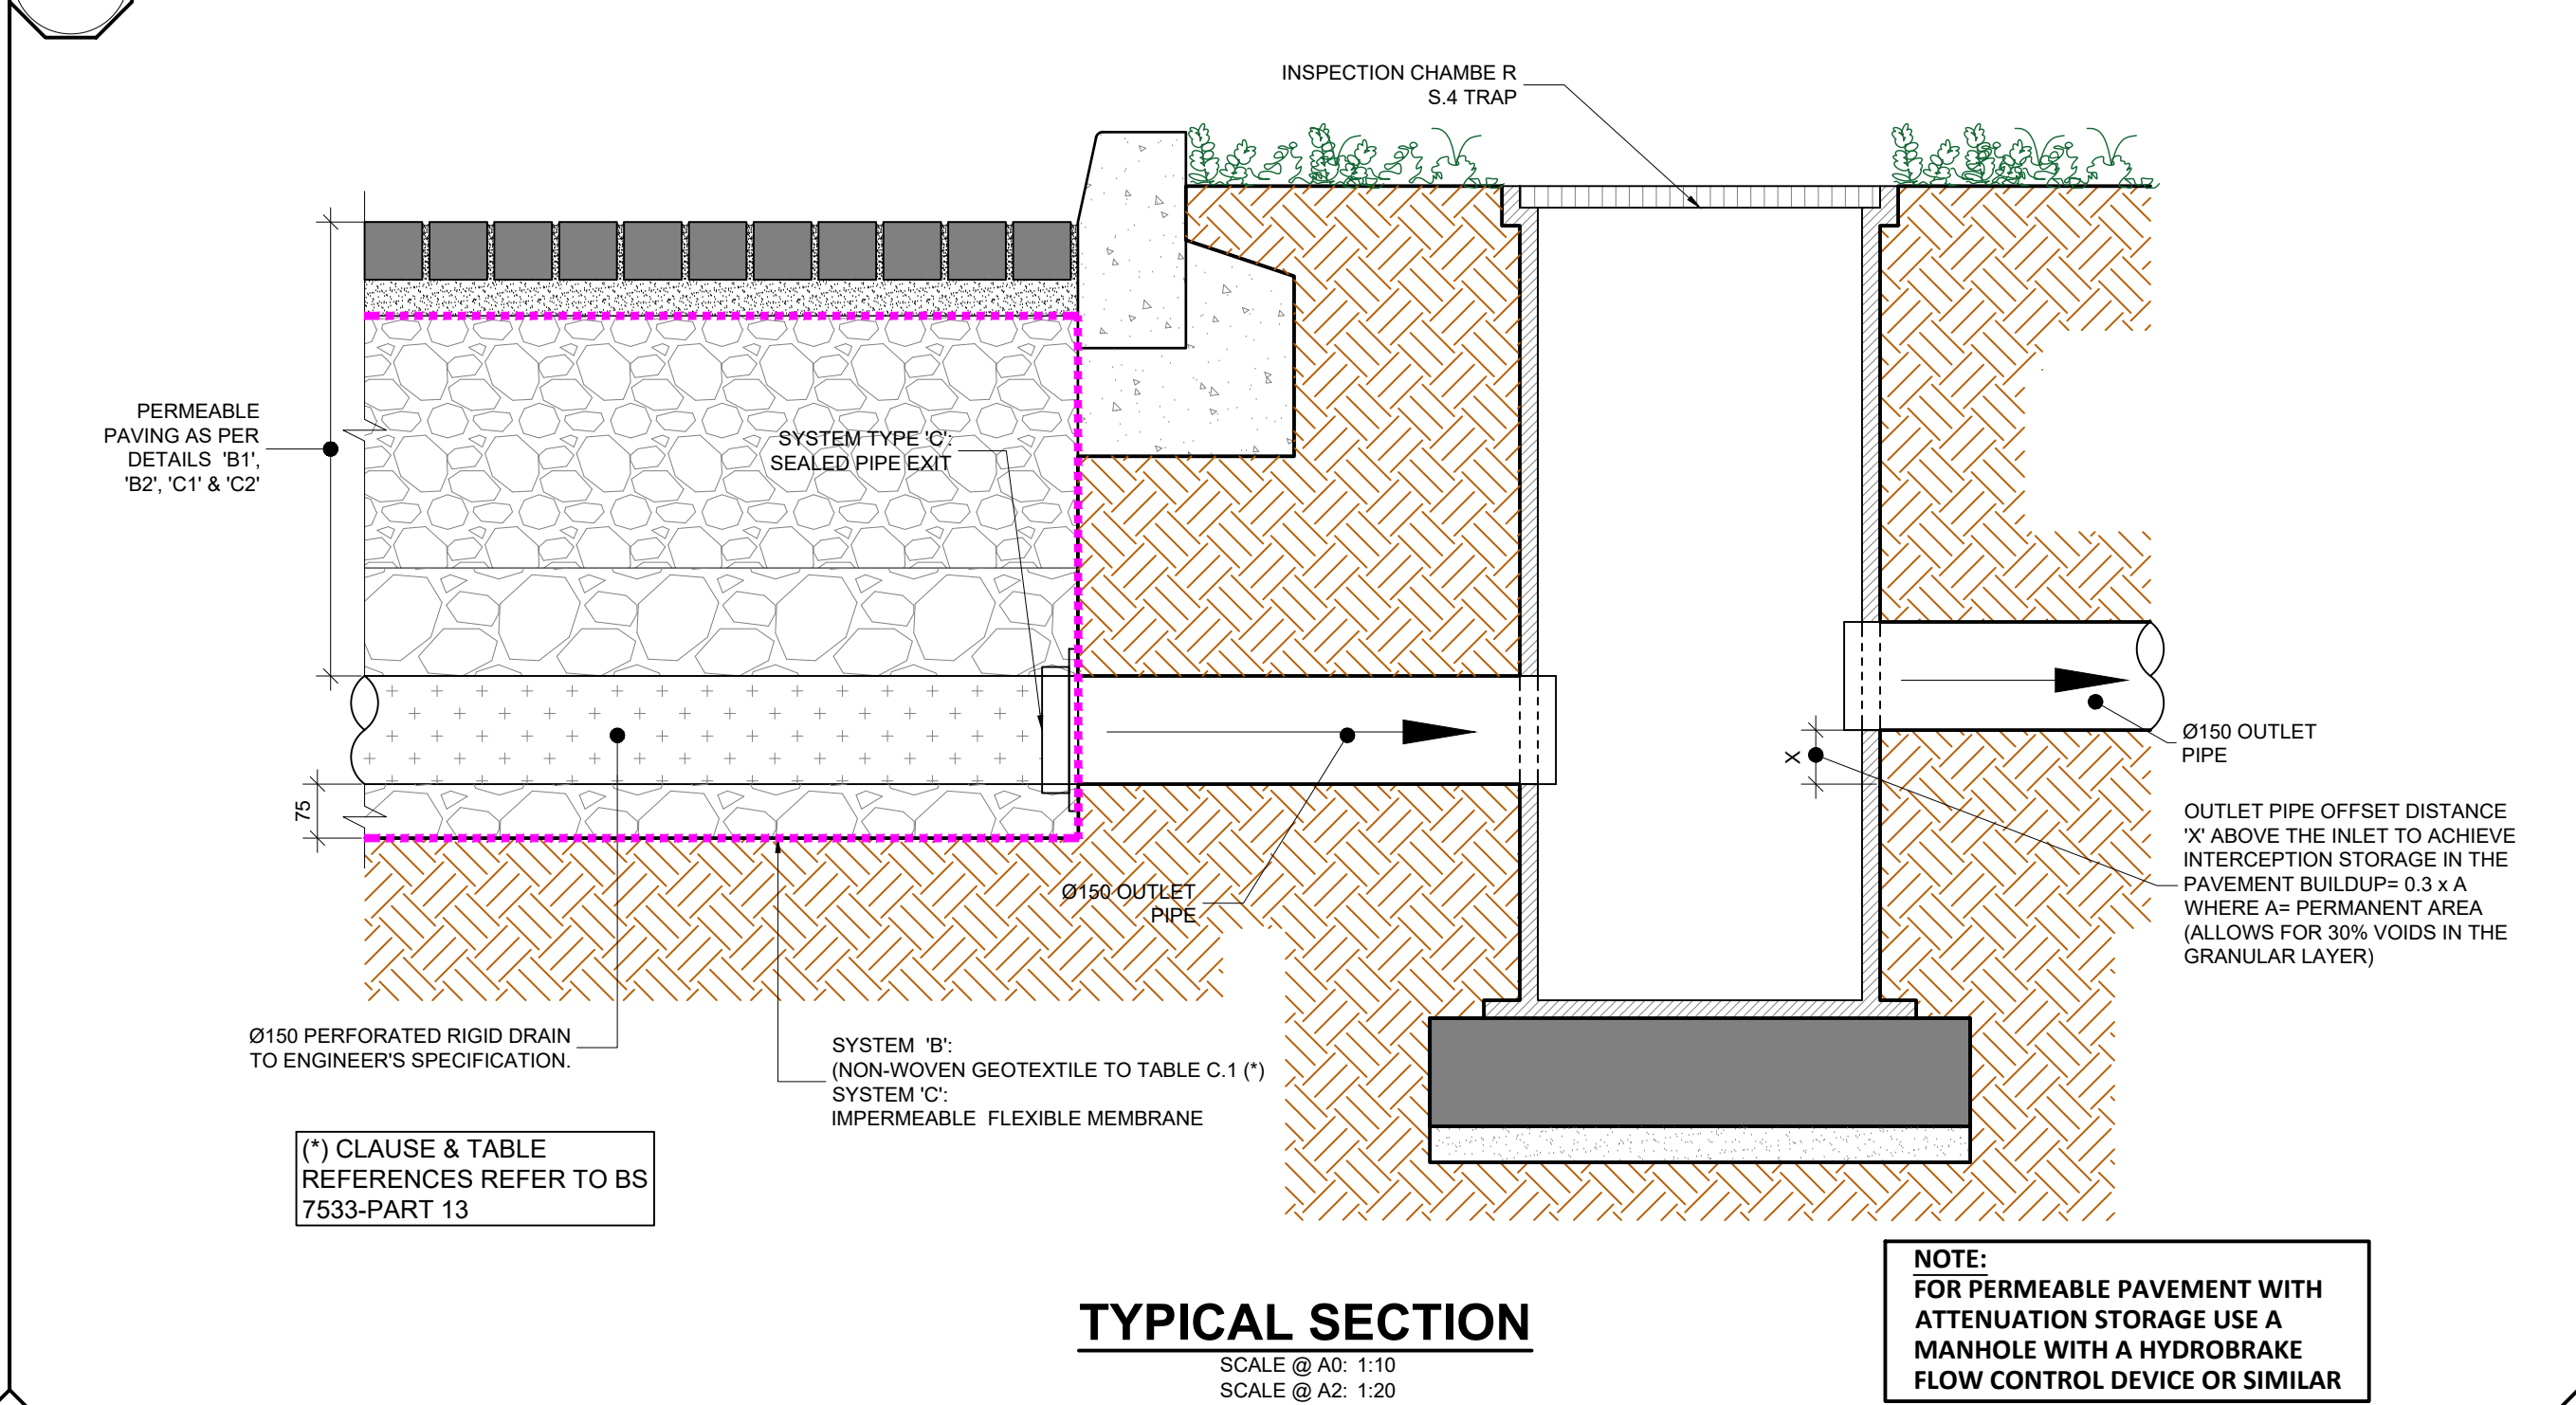 INSPECTION CHAMBE R
S.4 TRAP
PERMEABLE
PAVING AS PER
DETAILS 'B1',
'B2', 'C1' & 'C2'
SYSTEM TYPE 'C':
SEALED PIPE EXIT
75
X
Ø150 OUTLET
PIPE
OUTLET PIPE OFFSET DISTANCE
'X' ABOVE THE INLET TO ACHIEVE
INTERCEPTION STORAGE IN THE
PAVEMENT BUILDUP= 0.3 x A
WHERE A= PERMANENT AREA
(ALLOWS FOR 30% VOIDS IN THE
GRANULAR LAYER)
Ø150 OUTLET
PIPE
Ø150 PERFORATED RIGID DRAIN
TO ENGINEER'S SPECIFICATION.
SYSTEM 'B':
(NON-WOVEN GEOTEXTILE TO TABLE C.1 (*)
SYSTEM 'C':
IMPERMEABLE FLEXIBLE MEMBRANE
(*) CLAUSE & TABLE
REFERENCES REFER TO BS
7533-PART 13
TYPICAL SECTION
SCALE @ A0: 1:10
SCALE @ A2: 1:20
NOTE:
FOR PERMEABLE PAVEMENT WITH
ATTENUATION STORAGE USE A
MANHOLE WITH A HYDROBRAKE
FLOW CONTROL DEVICE OR SIMILAR